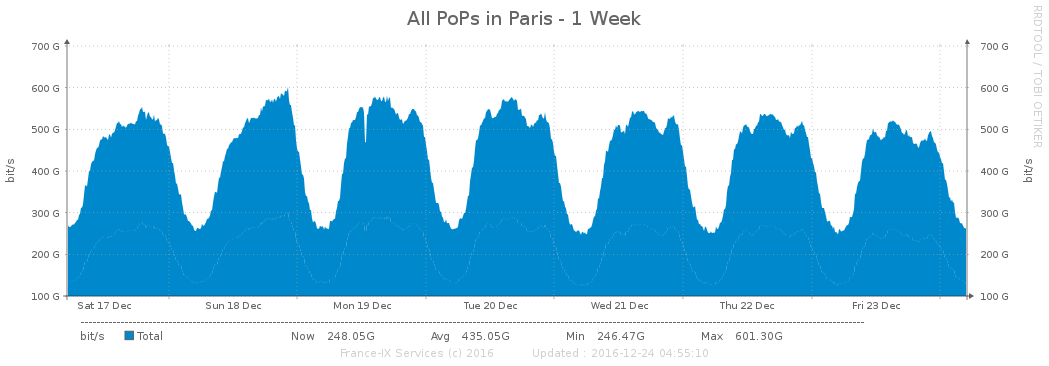 All PoPs in Paris - 1 Week
RRDTOOL / TOBI OETIKER
bit/s
700 G 700 G
600 G 600 G
500 G 500 G
400 G 400 G
300 G 300 G
200 G 200 G
100 G 100 G
bit/s
Sat 17 Dec Sun 18 Dec Mon 19 Dec Tue 20 Dec Wed 21 Dec Thu 22 Dec Fri 23 Dec
bit/s Total Now 248.05G Avg 435.05G Min 246.47G Max 601.30G
France-IX Services (c) 2016 Updated : 2016-12-24 04:55:10